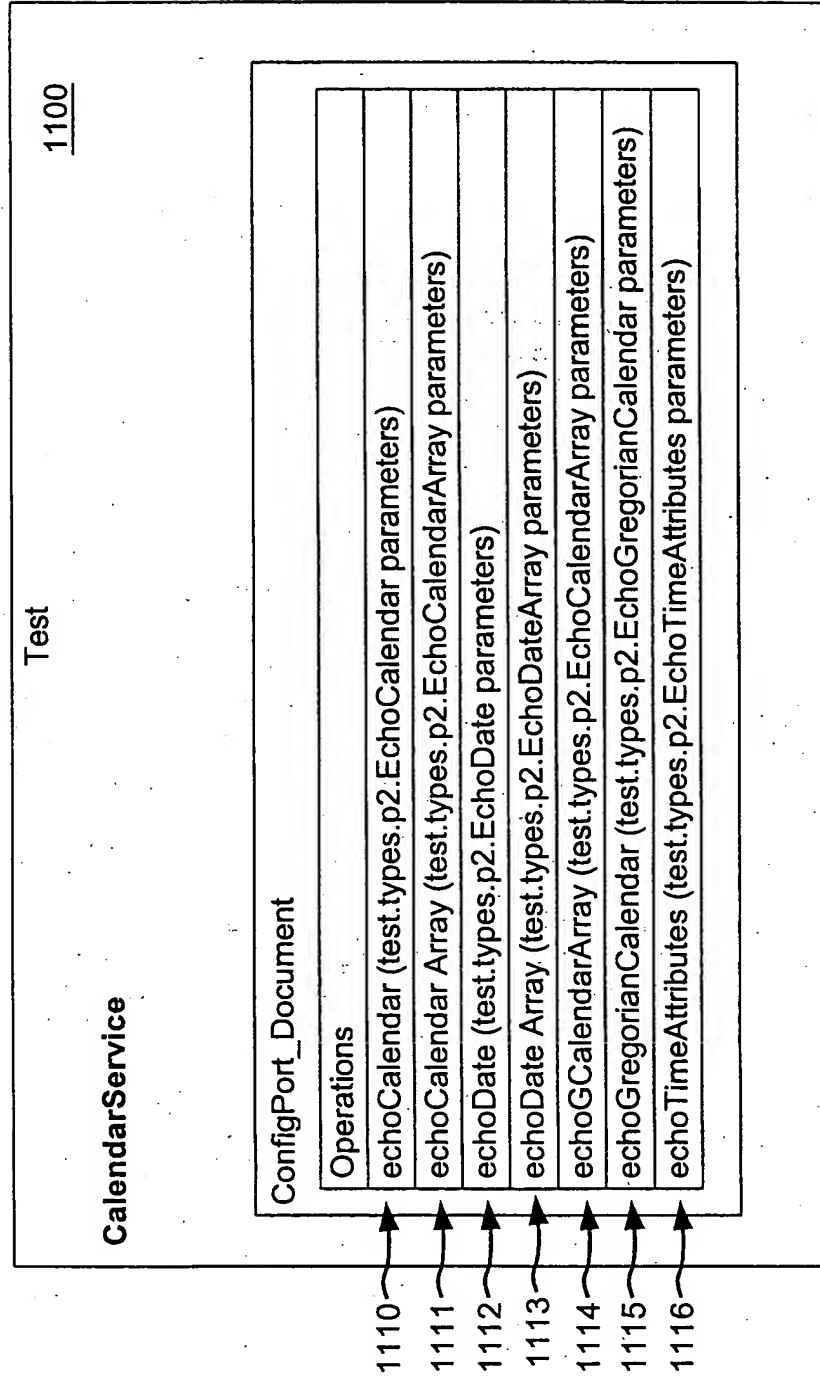 Test
1100
CalendarService
ConfigPort_Document
Operations
1110 echoCalendar (test.types.p2.EchoCalendar parameters)
1111 echoCalendar Array (test.types.p2.EchoCalendarArray parameters)
1112 echoDate (test.types.p2.EchoDate parameters)
1113 echoDate Array (test.types.p2.EchoDateArray parameters)
1114 echoGCalendarArray (test.types.p2.EchoCalendarArray parameters)
1115 echoGregorianCalendar (test.types.p2.EchoGregorianCalendar parameters)
1116 echoTimeAttributes (test.types.p2.EchoTimeAttributes parameters)